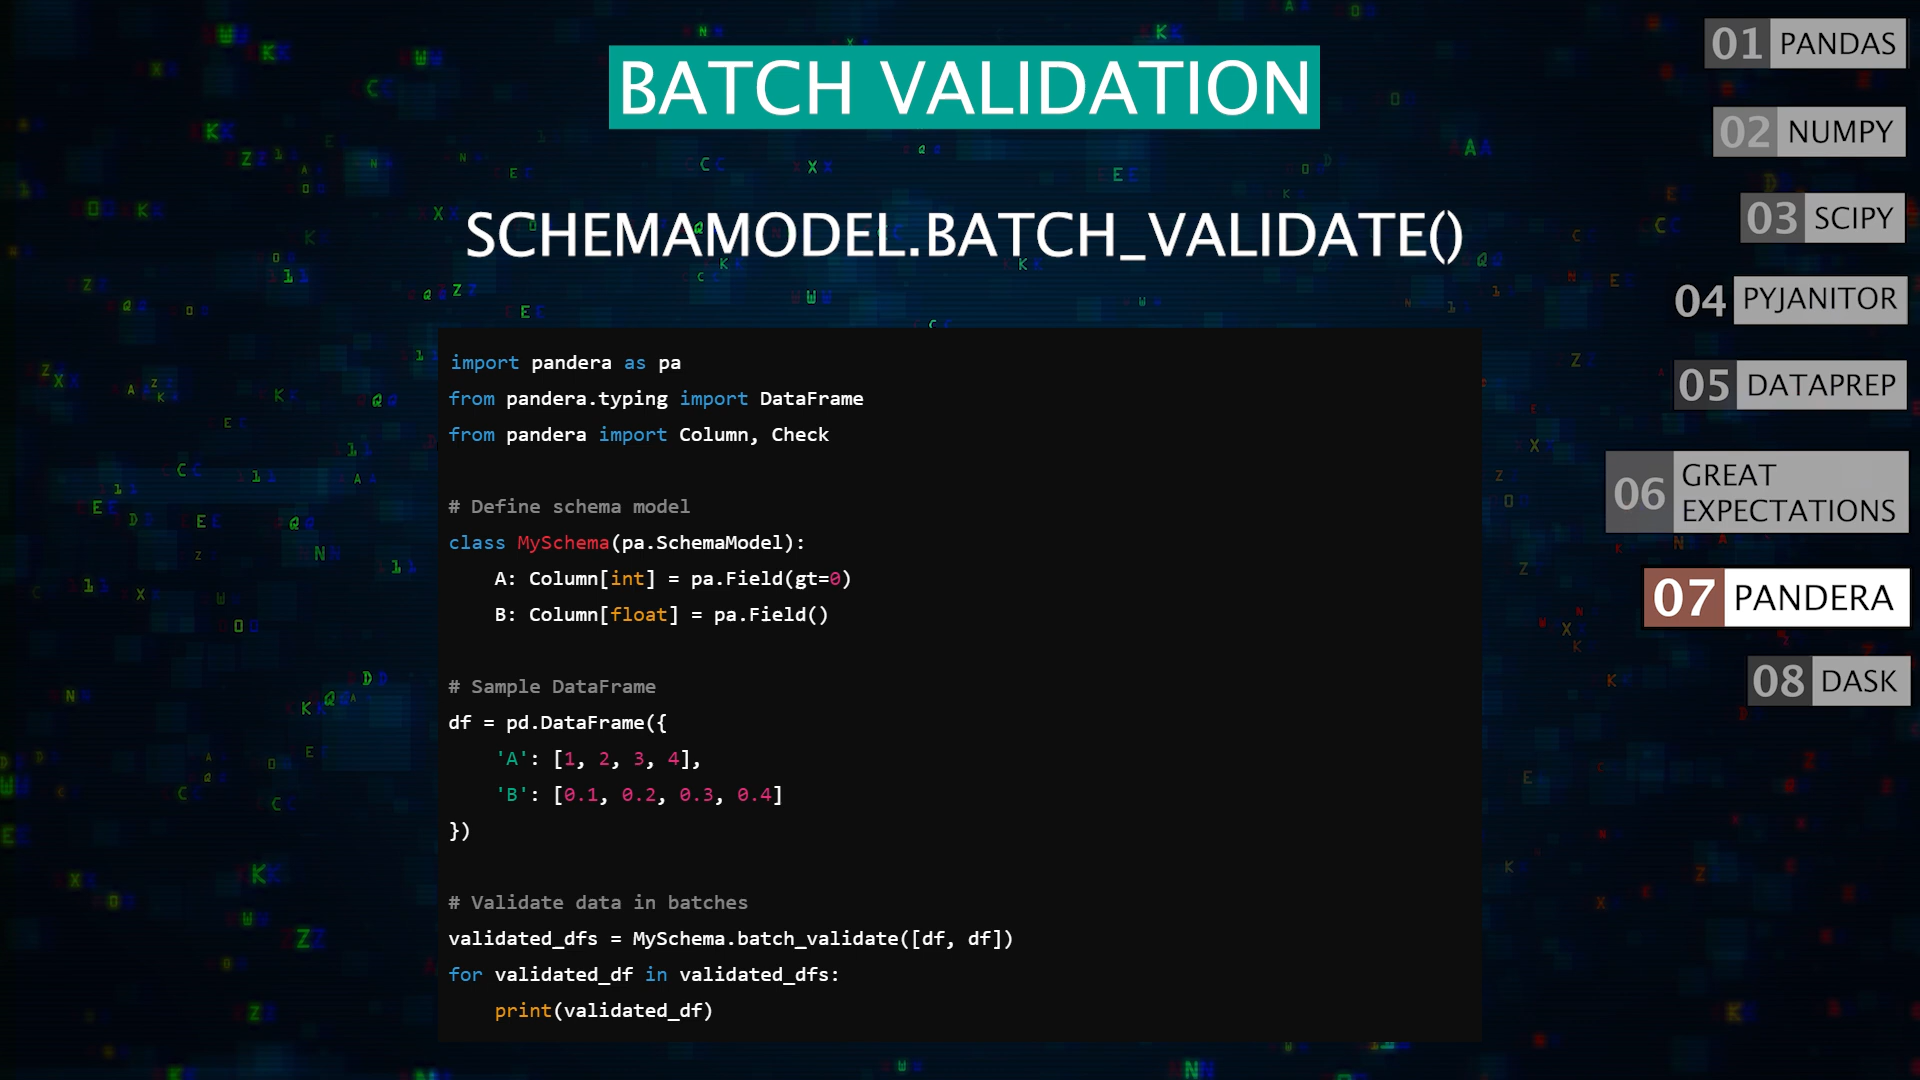 BATCH VALIDATION
SCHEMAMODEL.BATCH_VALIDATE()
import pandera as pa
from pandera.typing import DataFrame
from pandera import Column, Check
# Define schema model
class MySchema(pa.SchemaModel):
    A: Column[int] = pa.Field(gt=0)
    B: Column[float] = pa.Field()
# Sample DataFrame
df = pd.DataFrame({
    'A': [1, 2, 3, 4],
    'B': [0.1, 0.2, 0.3, 0.4]
})
# Validate data in batches
validated_dfs = MySchema.batch_validate([df, df])
for validated_df in validated_dfs:
    print(validated_df)
01 PANDAS
02 NUMPY
03 SCIPY
04 PYJANITOR
05 DATAPREP
06 GREAT
EXPECTATIONS
07 PANDERA
08 DASK